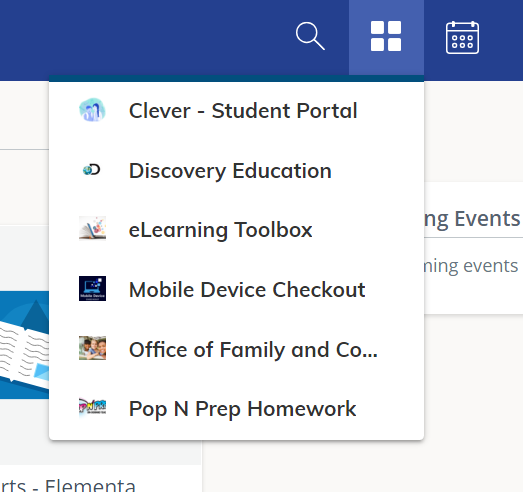 Clever - Student Portal
Discovery Education
eLearning Toolbox
ng Events
ming events
Mobile Device Checkout
Office of Family and Co...
Pop N Prep Homework
rts - Elementa